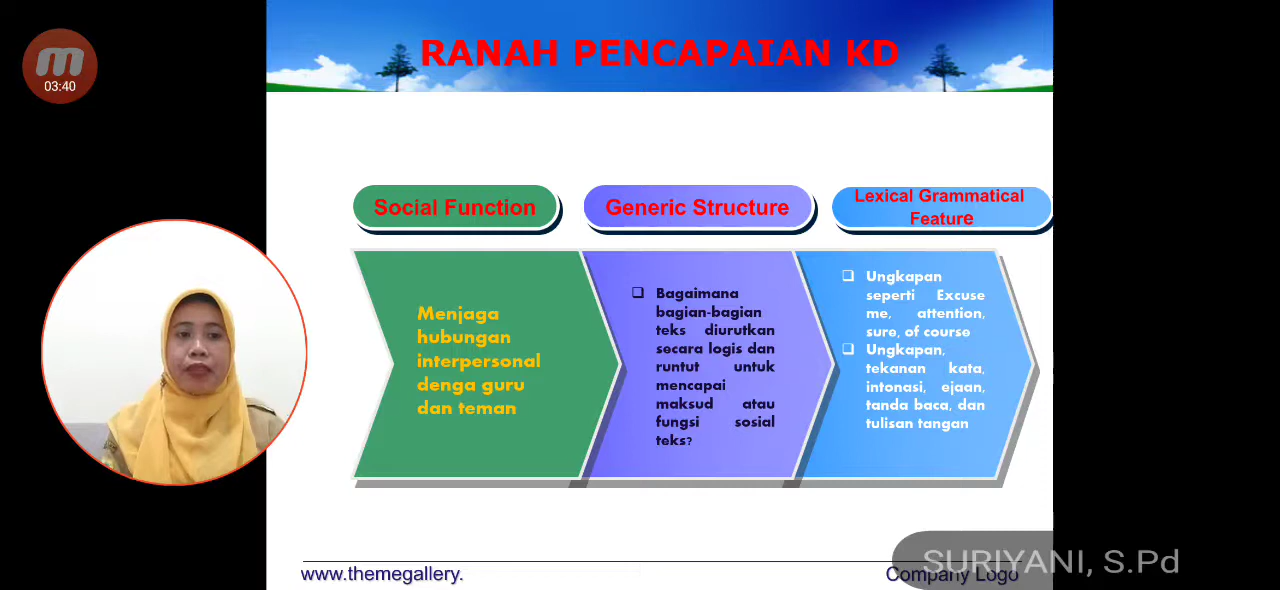 RANAH PENCAPAIAN KD
m
03:40
Social Function
Generic Structure
Lexical Grammatical
Feature
Menjaga
hubungan
interpersonal
denga guru
dan teman
❑ Bagaimana
bagian-bagian
teks diurutkan
secara logis dan
runtut untuk
mencapai
maksud atau
fungsi sosial
teks?
❑ Ungkapan
seperti Excuse
me, attention,
sure, of course
❑ Ungkapan,
tekanan kata,
intonasi, ejaan,
tanda baca, dan
tulisan tangan
www.themegallery.
Company Logo
SURIYANI, S.Pd